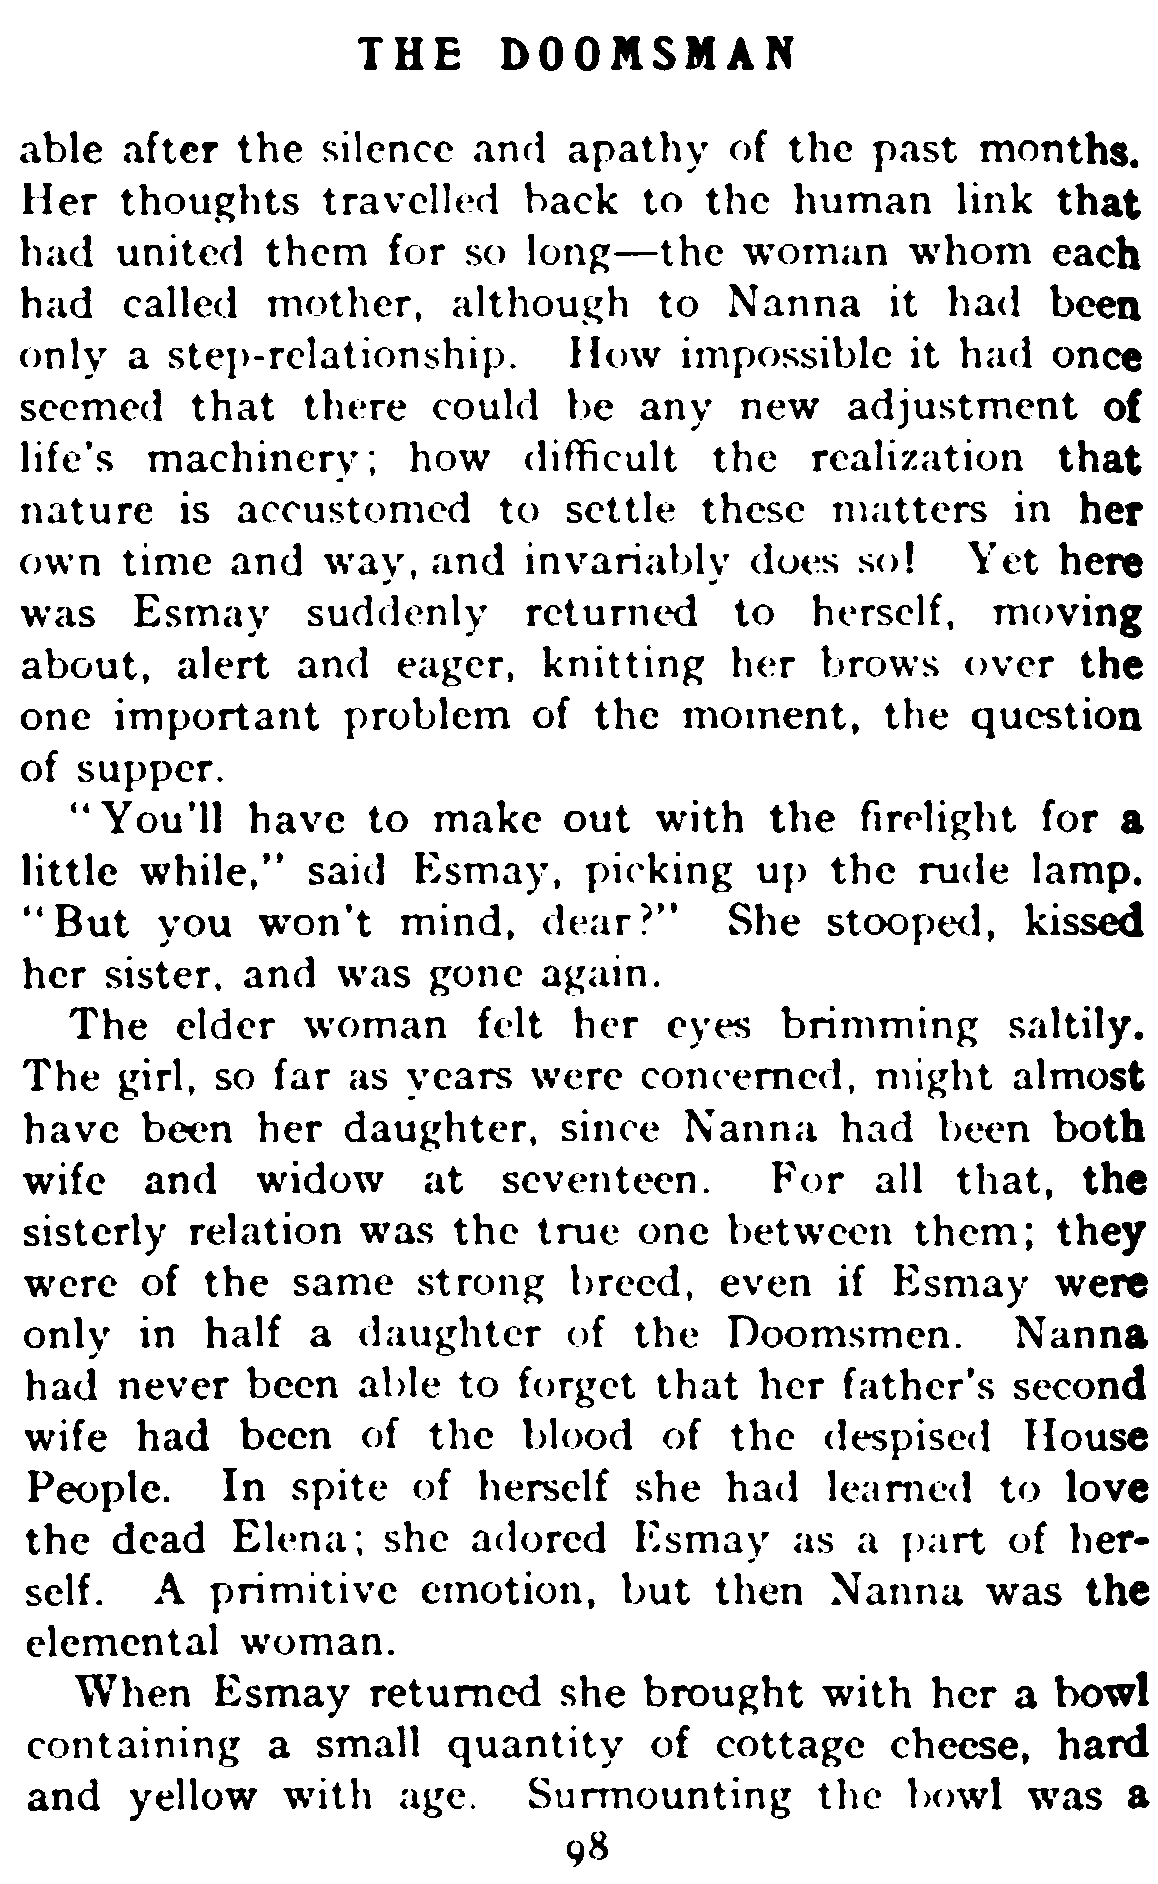 THE DOOMSMAN
able after the silence and apathy of the past months.
Her thoughts travelled back to the human link that
had united them for so long—the woman whom each
had called mother, although to Nanna it had been
only a step-relationship. How impossible it had once
seemed that there could be any new adjustment of
life's machinery; how difficult the realization that
nature is accustomed to settle these matters in her
own time and way, and invariably does so! Yet here
was Esmay suddenly returned to herself, moving
about, alert and eager, knitting her brows over the
one important problem of the moment, the question
of supper.
"You'll have to make out with the firelight for a
little while," said Esmay, picking up the rude lamp.
"But you won't mind, dear?" She stooped, kissed
her sister, and was gone again.
The elder woman felt her eyes brimming saltily.
The girl, so far as years were concerned, might almost
have been her daughter, since Nanna had been both
wife and widow at seventeen. For all that, the
sisterly relation was the true one between them; they
were of the same strong breed, even if Esmay were
only in half a daughter of the Doomsmen. Nanna
had never been able to forget that her father's second
wife had been of the blood of the despised House
People. In spite of herself she had learned to love
the dead Elena; she adored Esmay as a part of her-
self. A primitive emotion, but then Nanna was the
elemental woman.
When Esmay returned she brought with her a bowl
containing a small quantity of cottage cheese, hard
and yellow with age. Surmounting the bowl was a
98